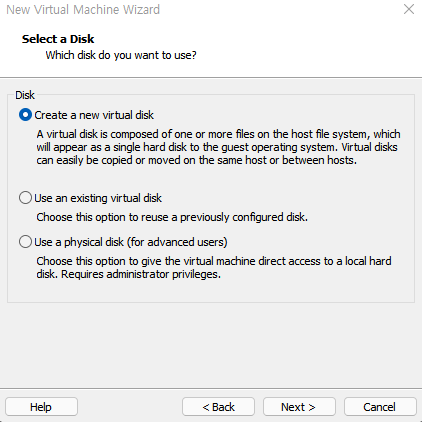 New Virtual Machine Wizard
Select a Disk
Which disk do you want to use?
Disk
Create a new virtual disk
A virtual disk is composed of one or more files on the host file system, which
will appear as a single hard disk to the guest operating system. Virtual disks
can easily be copied or moved on the same host or between hosts.
Use an existing virtual disk
Choose this option to reuse a previously configured disk.
Use a physical disk (for advanced users)
Choose this option to give the virtual machine direct access to a local hard
disk. Requires administrator privileges.
Help
< Back
Next >
Cancel